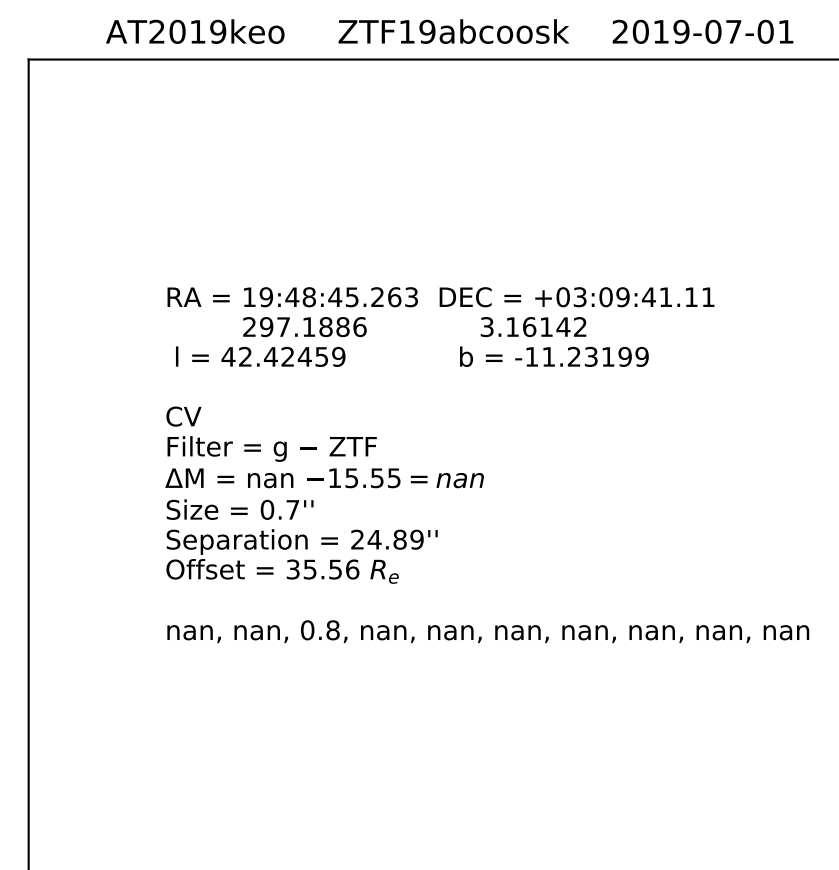 AT2019keo ZTF19abcoosk 2019-07-01
RA = 19:48:45.263 DEC = +03:09:41.11
297.1886 3.16142
l = 42.42459 b = -11.23199
CV
Filter = g − ZTF
ΔM = nan −15.55 = nan
Size = 0.7''
Separation = 24.89''
Offset = 35.56 Rₑ
nan, nan, 0.8, nan, nan, nan, nan, nan, nan, nan